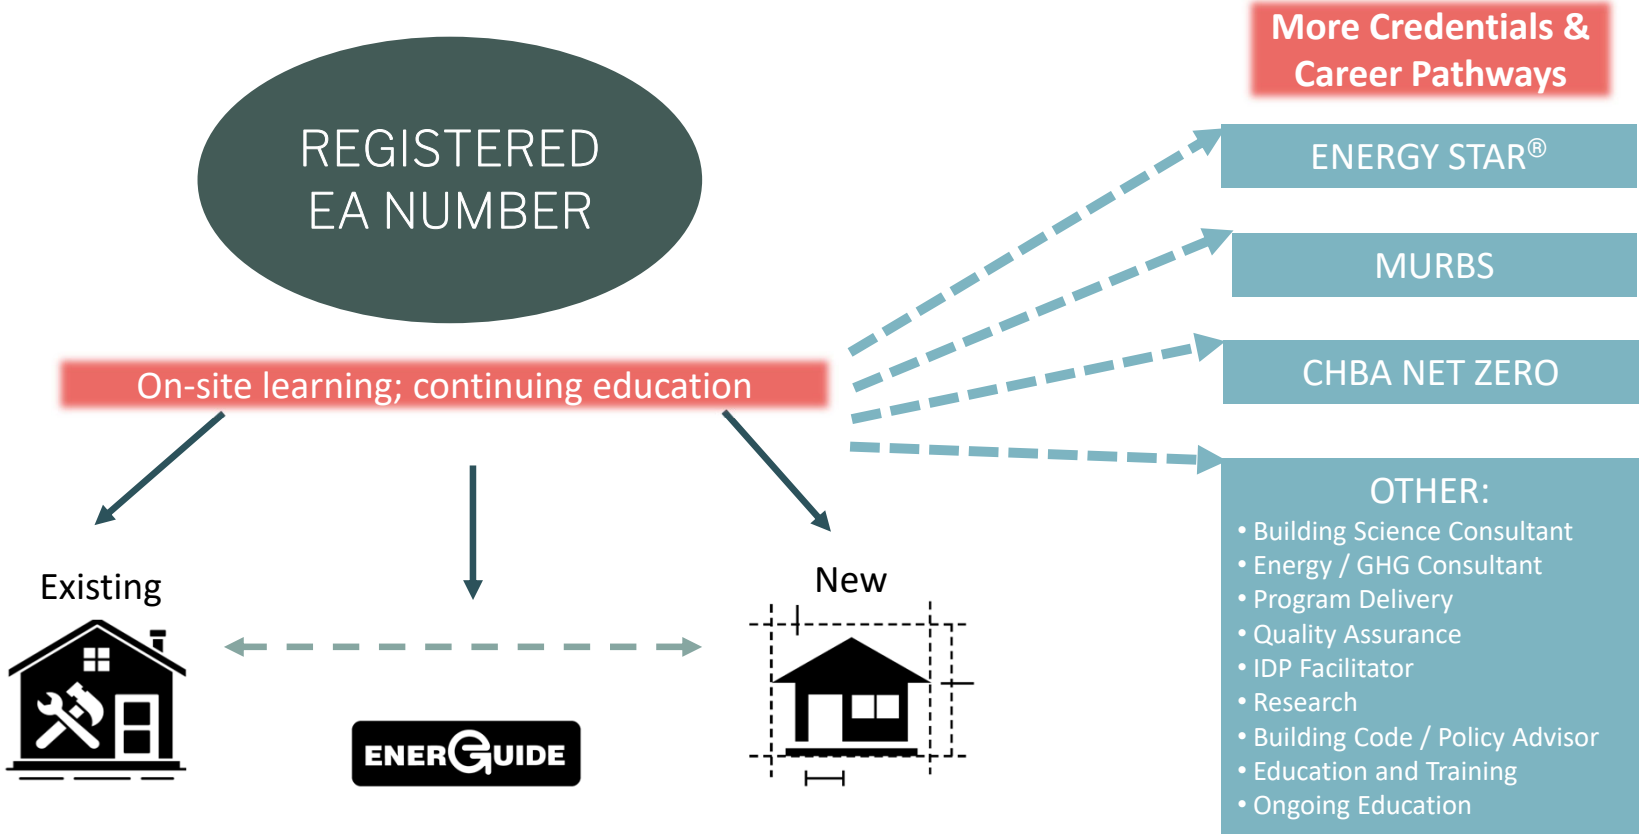 REGISTERED
EA NUMBER
On-site learning; continuing education
Existing
New
ENERGUIDE
More Credentials &
Career Pathways
ENERGY STAR®
MURBS
CHBA NET ZERO
OTHER:
• Building Science Consultant
• Energy / GHG Consultant
• Program Delivery
• Quality Assurance
• IDP Facilitator
• Research
• Building Code / Policy Advisor
• Education and Training
• Ongoing Education